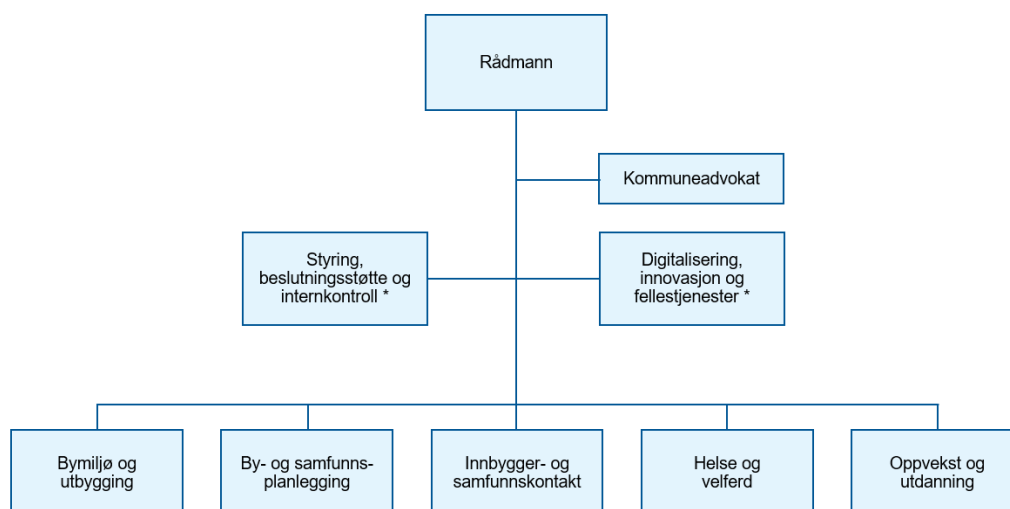 Rådmann
Kommuneadvokat
Styring,
beslutningsstøtte og
internkontroll *
Digitalisering,
innovasjon og
fellestjenester *
Bymiljø og
utbygging
By- og samfunns-
planlegging
Innbygger- og
samfunnskontakt
Helse og
velferd
Oppvekst og
utdanning